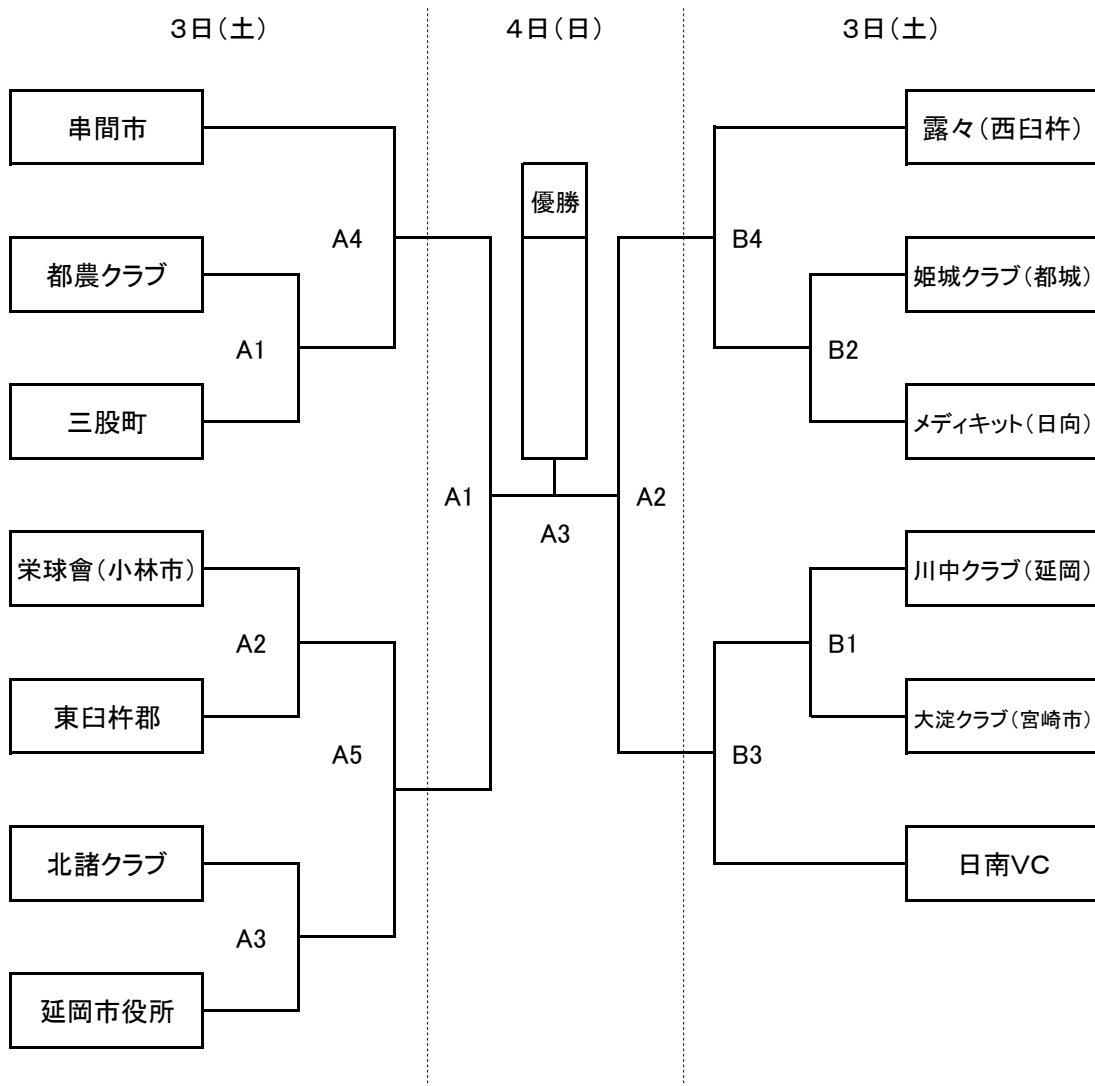 ３日（土）
４日（日）
３日（土）
串間市
露々（西臼杵）
優勝
A4
B4
都農クラブ
姫城クラブ（都城）
A1
B2
三股町
メディキット（日向）
A1
A2
A3
栄球會（小林市）
川中クラブ（延岡）
A2
B1
東臼杵郡
大淀クラブ（宮崎市）
A5
B3
北諸クラブ
日南VC
A3
延岡市役所